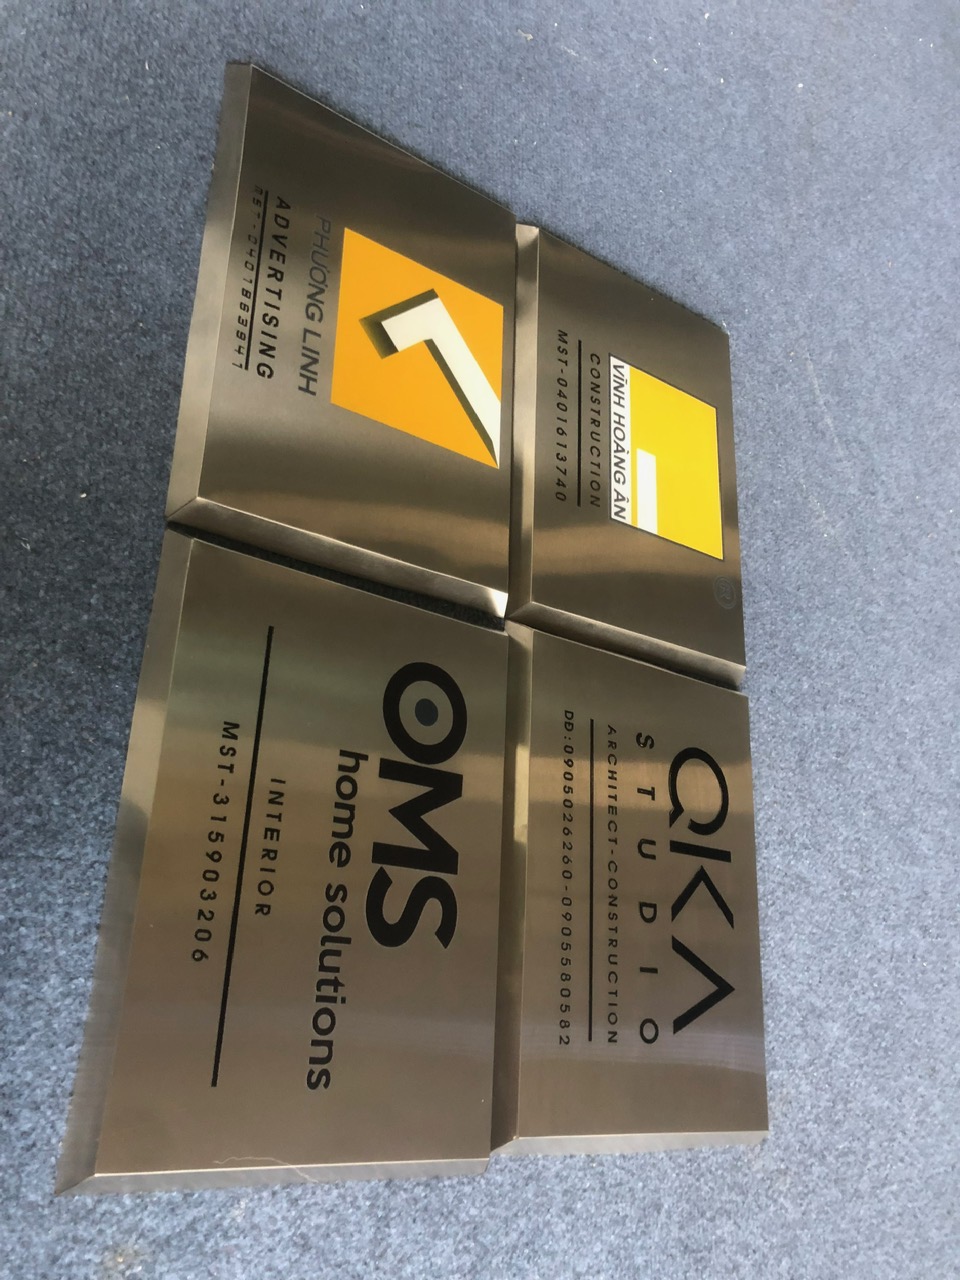 VĨNH HOÀNG ÂN
CONSTRUCTION
MST-0401613740
QKA
STUDIO
ARCHITECT-CONSTRUCTION
DD:0905026260-0905580582
PHƯƠNG LINH
ADVERTISING
OMS
home solutions
INTERIOR
MST-315903206